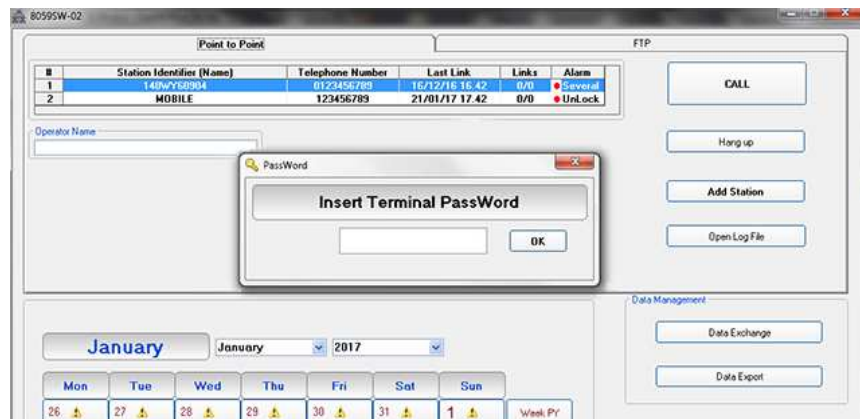 8059SW-02
Point to Point
FTP
# Station Identifier (Name) Telephone Number Last Link Links Alarm
1 140WY60904 0123456789 16/12/16 16.42 0/0 Several
2 MOBILE 123456789 21/01/17 17.42 0/0 UnLock
CALL
Operator Name
Hang up
PassWord
Insert Terminal PassWord
OK
Add Station
Open Log File
Data Management
Data Exchange
January
January
2017
Data Export
Mon Tue Wed Thu Fri Sat Sun
26 27 28 29 30 31 1 Week PY